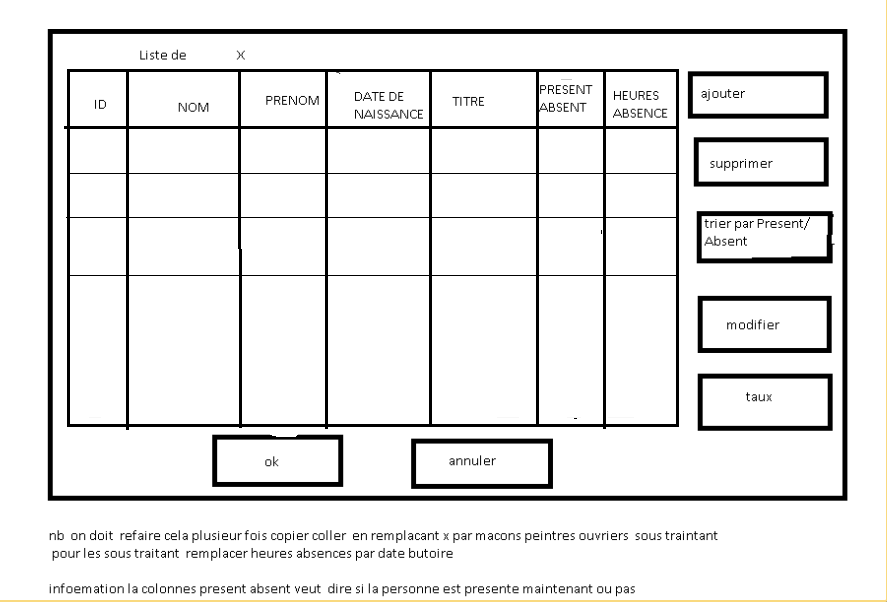 Liste de X
ID NOM PRENOM DATE DE NAISSANCE TITRE PRESENT ABSENT HEURES ABSENCE
ajouter
supprimer
trier par Present/
Absent
modifier
taux
ok annuler
nb on doit refaire cela plusieur fois copier coller en remplacant x par macons peintres ouvriers sous traintant
pour les sous traitant remplacer heures absences par date butoire
infoemation la colonnes present absent veut dire si la personne est presente maintenant ou pas